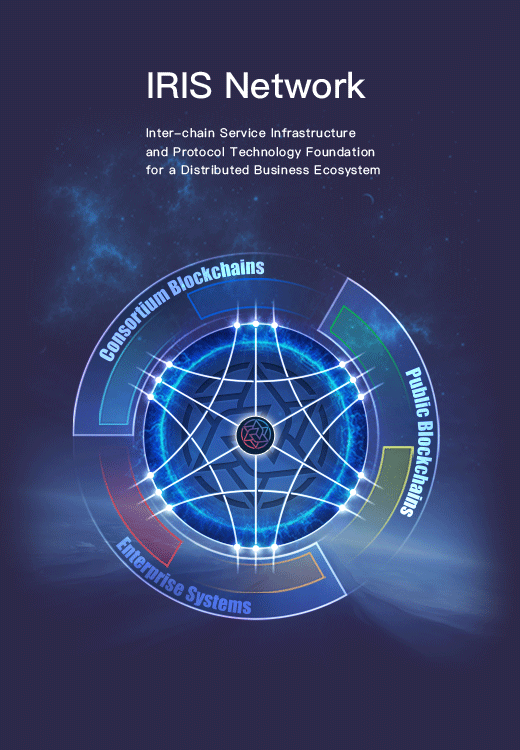 IRIS Network
Inter-chain Service Infrastructure
and Protocol Technology Foundation
for a Distributed Business Ecosystem
Consortium Blockchains
Public Blockchains
Enterprise Systems